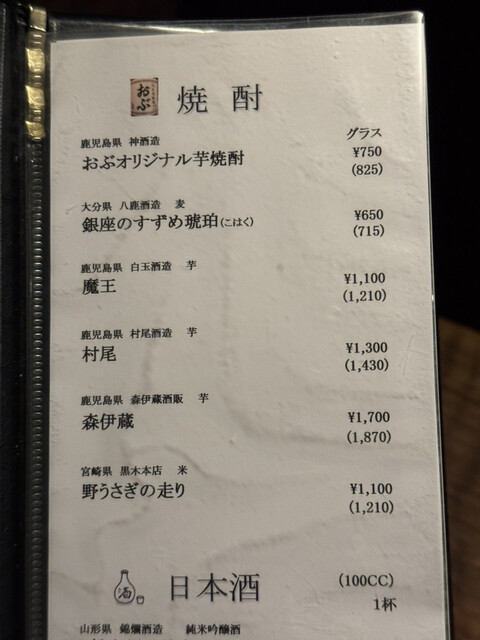 おぶ 焼酎
グラス
鹿児島県 神酒造
おぶオリジナル芋焼酎 ¥750
(825)
大分県 八鹿酒造 麦
銀座のすずめ琥珀(こはく) ¥650
(715)
鹿児島県 白玉酒造 芋
魔王 ¥1,100
(1,210)
鹿児島県 村尾酒造 芋
村尾 ¥1,300
(1,430)
鹿児島県 森伊蔵酒販 芋
森伊蔵 ¥1,700
(1,870)
宮崎県 黒木本店 米
野うさぎの走り ¥1,100
(1,210)
酒 日本酒 (100CC)
1杯
山形県 錦爛酒造 純米吟醸酒